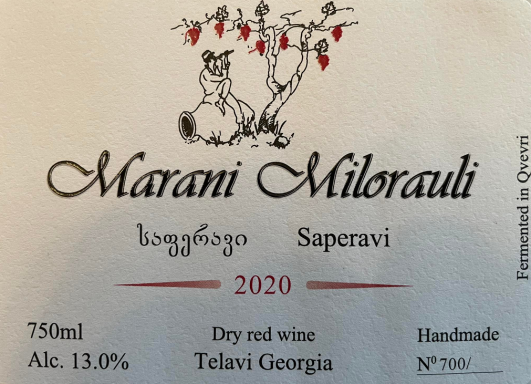 Marani Milorauli
საფერავი Saperavi
2020
750ml Dry red wine Handmade
Alc. 13.0% Telavi Georgia Nº 700/
Fermented in Qvevri